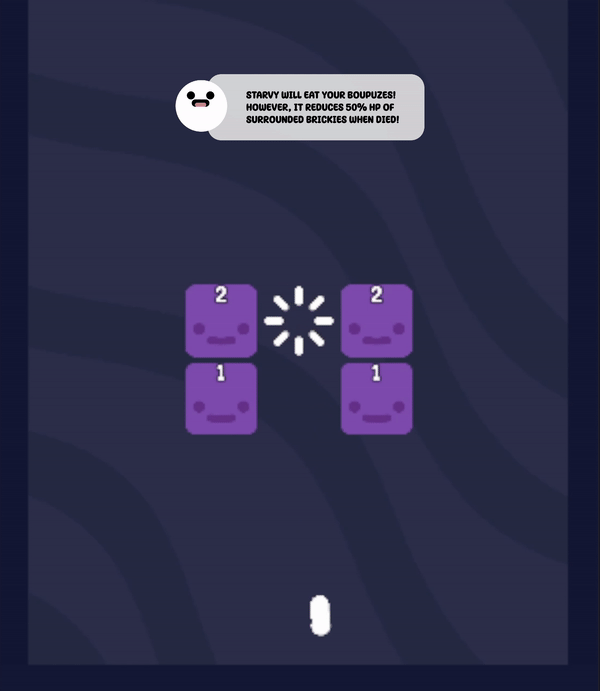 STARVY WILL EAT YOUR BOUPUZES!
HOWEVER, IT REDUCES 50% HP OF
SURROUNDED BRICKIES WHEN DIED!
2 2
1 1